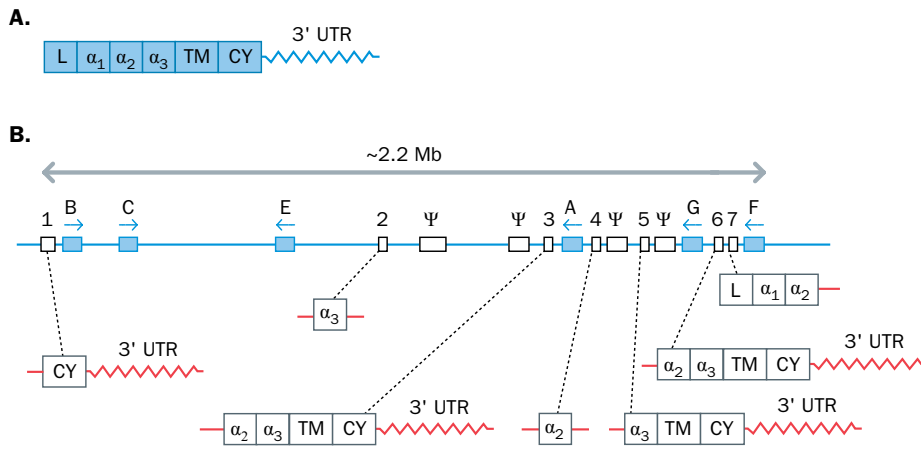 A.
3' UTR
L α1 α2 α3 TM CY
B.
~2.2 Mb
1 B C E 2 Ψ Ψ 3 A 4 Ψ 5 Ψ G 6 7 F
L α1 α2
α3
3' UTR
3' UTR
CY
α2 α3 TM CY
3' UTR
3' UTR
α2 α3 TM CY
α2
α3 TM CY